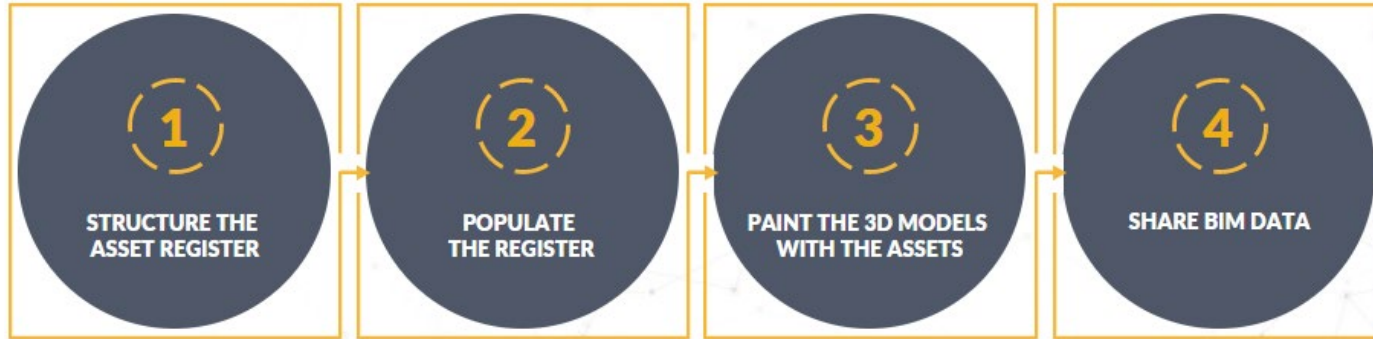 1
STRUCTURE THE
ASSET REGISTER
2
POPULATE
THE REGISTER
3
PAINT THE 3D MODELS
WITH THE ASSETS
4
SHARE BIM DATA